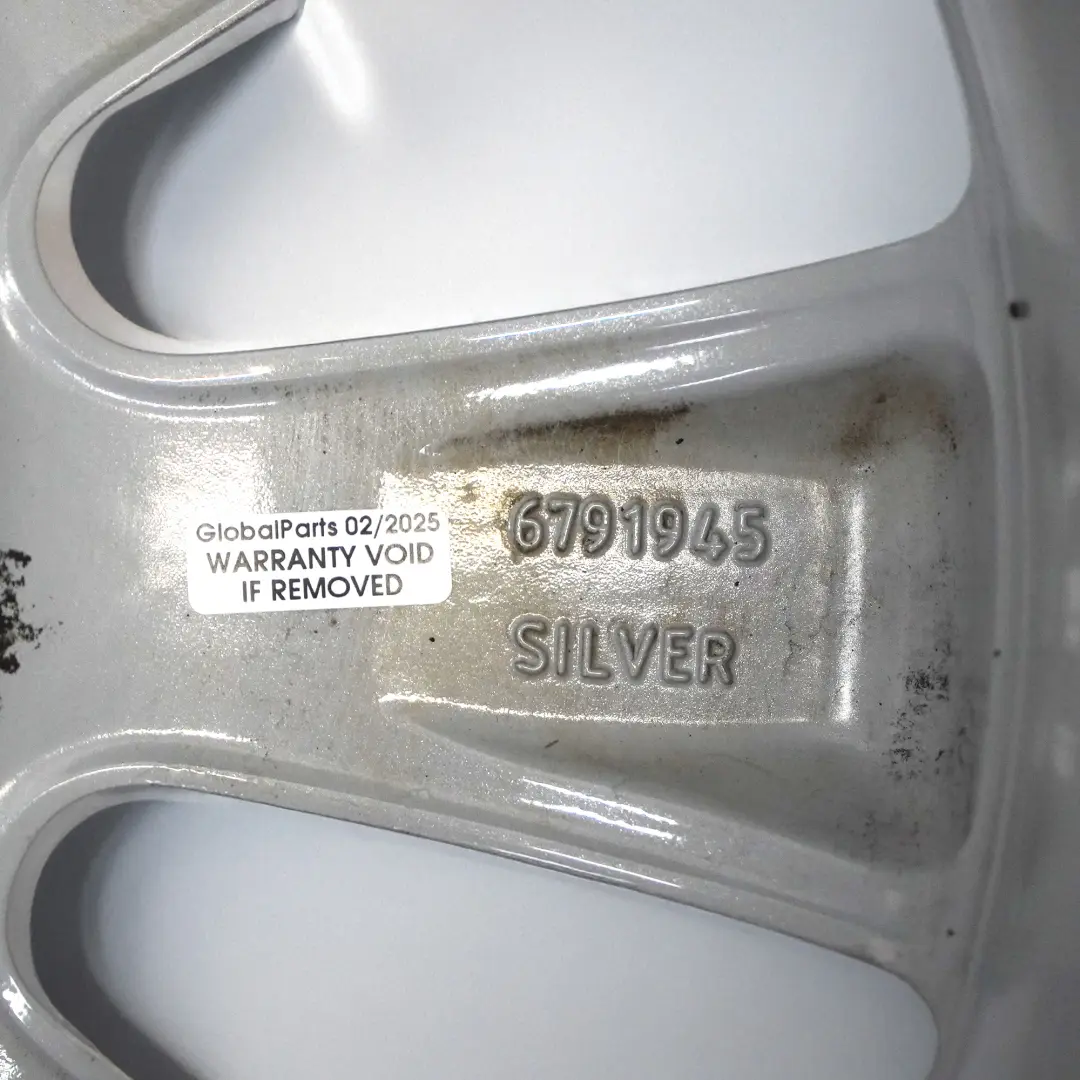 GlobalParts 02/2025
WARRANTY VOID
IF REMOVED
6791945
SILVER